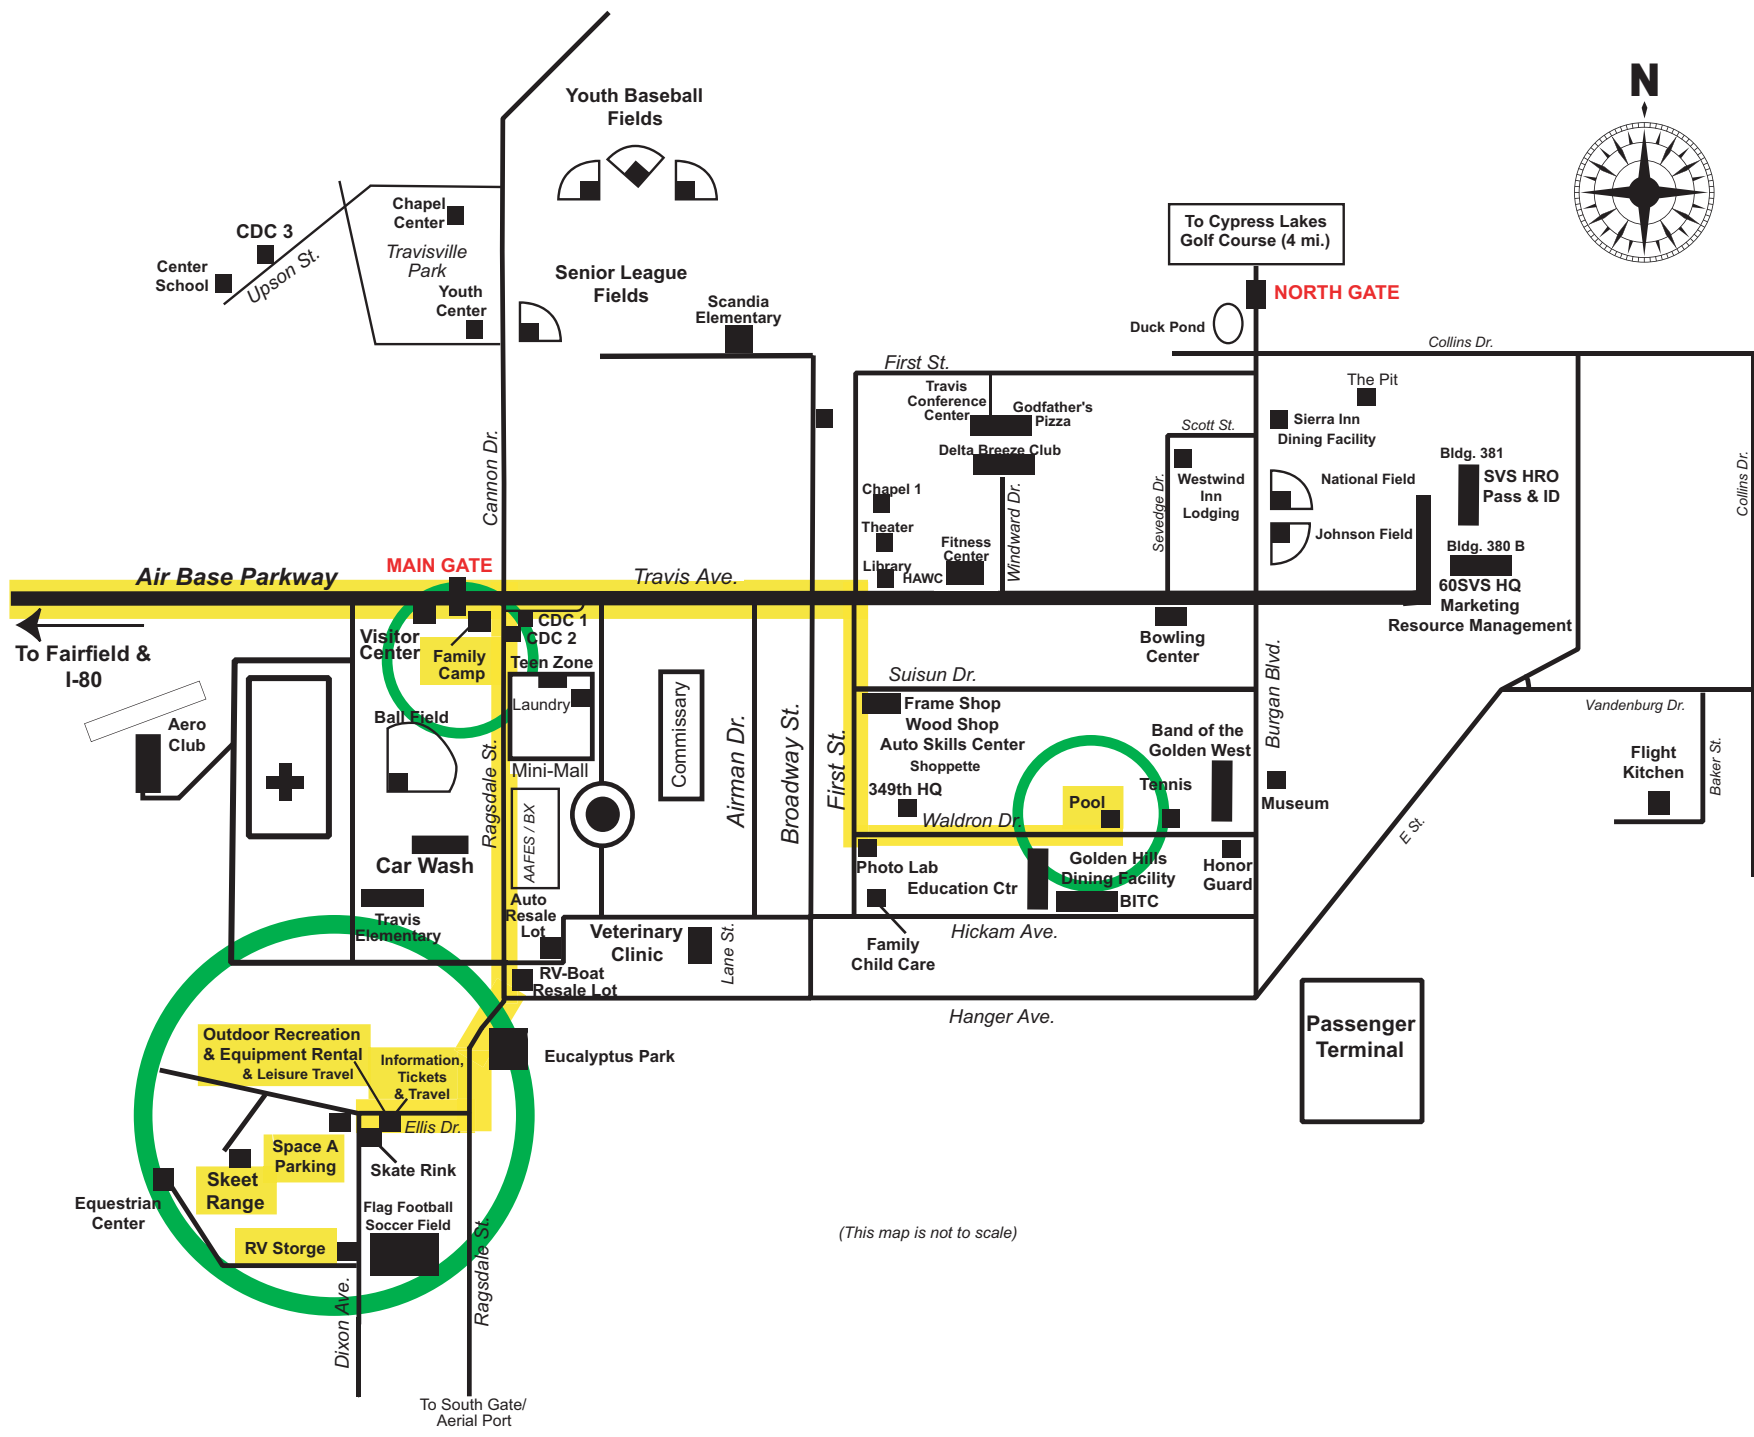 N
Youth Baseball
Fields
Chapel
Center
CDC 3
Travisville
Park
Center
School
Upson St.
Youth
Center
Senior League
Fields
Scandia
Elementary
To Cypress Lakes
Golf Course (4 mi.)
NORTH GATE
Duck Pond
Collins Dr.
First St.
Travis
Conference
Center
Godfather's
Pizza
Delta Breeze Club
The Pit
Sierra Inn
Dining Facility
Scott St.
Cannon Dr.
Chapel 1
Theater
Library
HAWC
Fitness
Center
Windward Dr.
Sevedge Dr.
Westwind
Inn
Lodging
National Field
Johnson Field
Bldg. 381
SVS HRO
Pass & ID
Bldg. 380 B
60SVS HQ
Marketing
Resource Management
Collins Dr.
MAIN GATE
Air Base Parkway
Travis Ave.
To Fairfield &
I-80
Visitor
Center
Family
Camp
CDC 1
CDC 2
Teen Zone
Laundry
Mini-Mall
Bowling
Center
Suisun Dr.
Burgan Blvd.
Aero
Club
Ball Field
Ragsdale St.
Commissary
Airman Dr.
Broadway St.
First St.
Frame Shop
Wood Shop
Auto Skills Center
Shoppette
349th HQ
Waldron Dr.
Pool
Tennis
Band of the
Golden West
Museum
Vandenburg Dr.
Flight
Kitchen
Baker St.
E St.
AAFES / BX
Car Wash
Travis
Elementary
Auto
Resale
Lot
Veterinary
Clinic
Lane St.
RV-Boat
Resale Lot
Photo Lab
Education Ctr
Golden Hills
Dining Facility
BITC
Honor
Guard
Family
Child Care
Hickam Ave.
Hanger Ave.
Passenger
Terminal
Outdoor Recreation
& Equipment Rental
& Leisure Travel
Information,
Tickets
& Travel
Eucalyptus Park
Ellis Dr.
Space A
Parking
Skate Rink
Skeet
Range
Equestrian
Center
RV Storge
Flag Football
Soccer Field
Ragsdale St.
Dixon Ave.
(This map is not to scale)
To South Gate/
Aerial Port